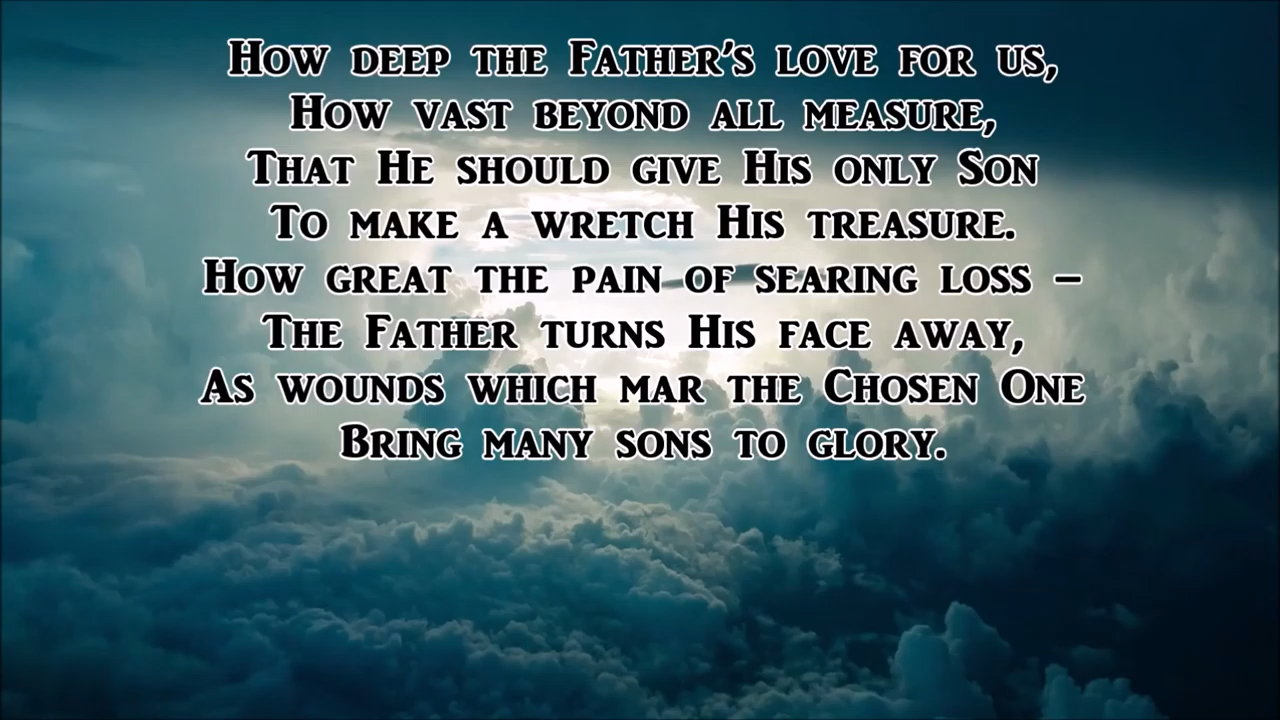 How deep the Father's love for us,
How vast beyond all measure,
That He should give His only Son
To make a wretch His treasure.
How great the pain of searing loss –
The Father turns His face away,
As wounds which mar the Chosen One
Bring many sons to glory.